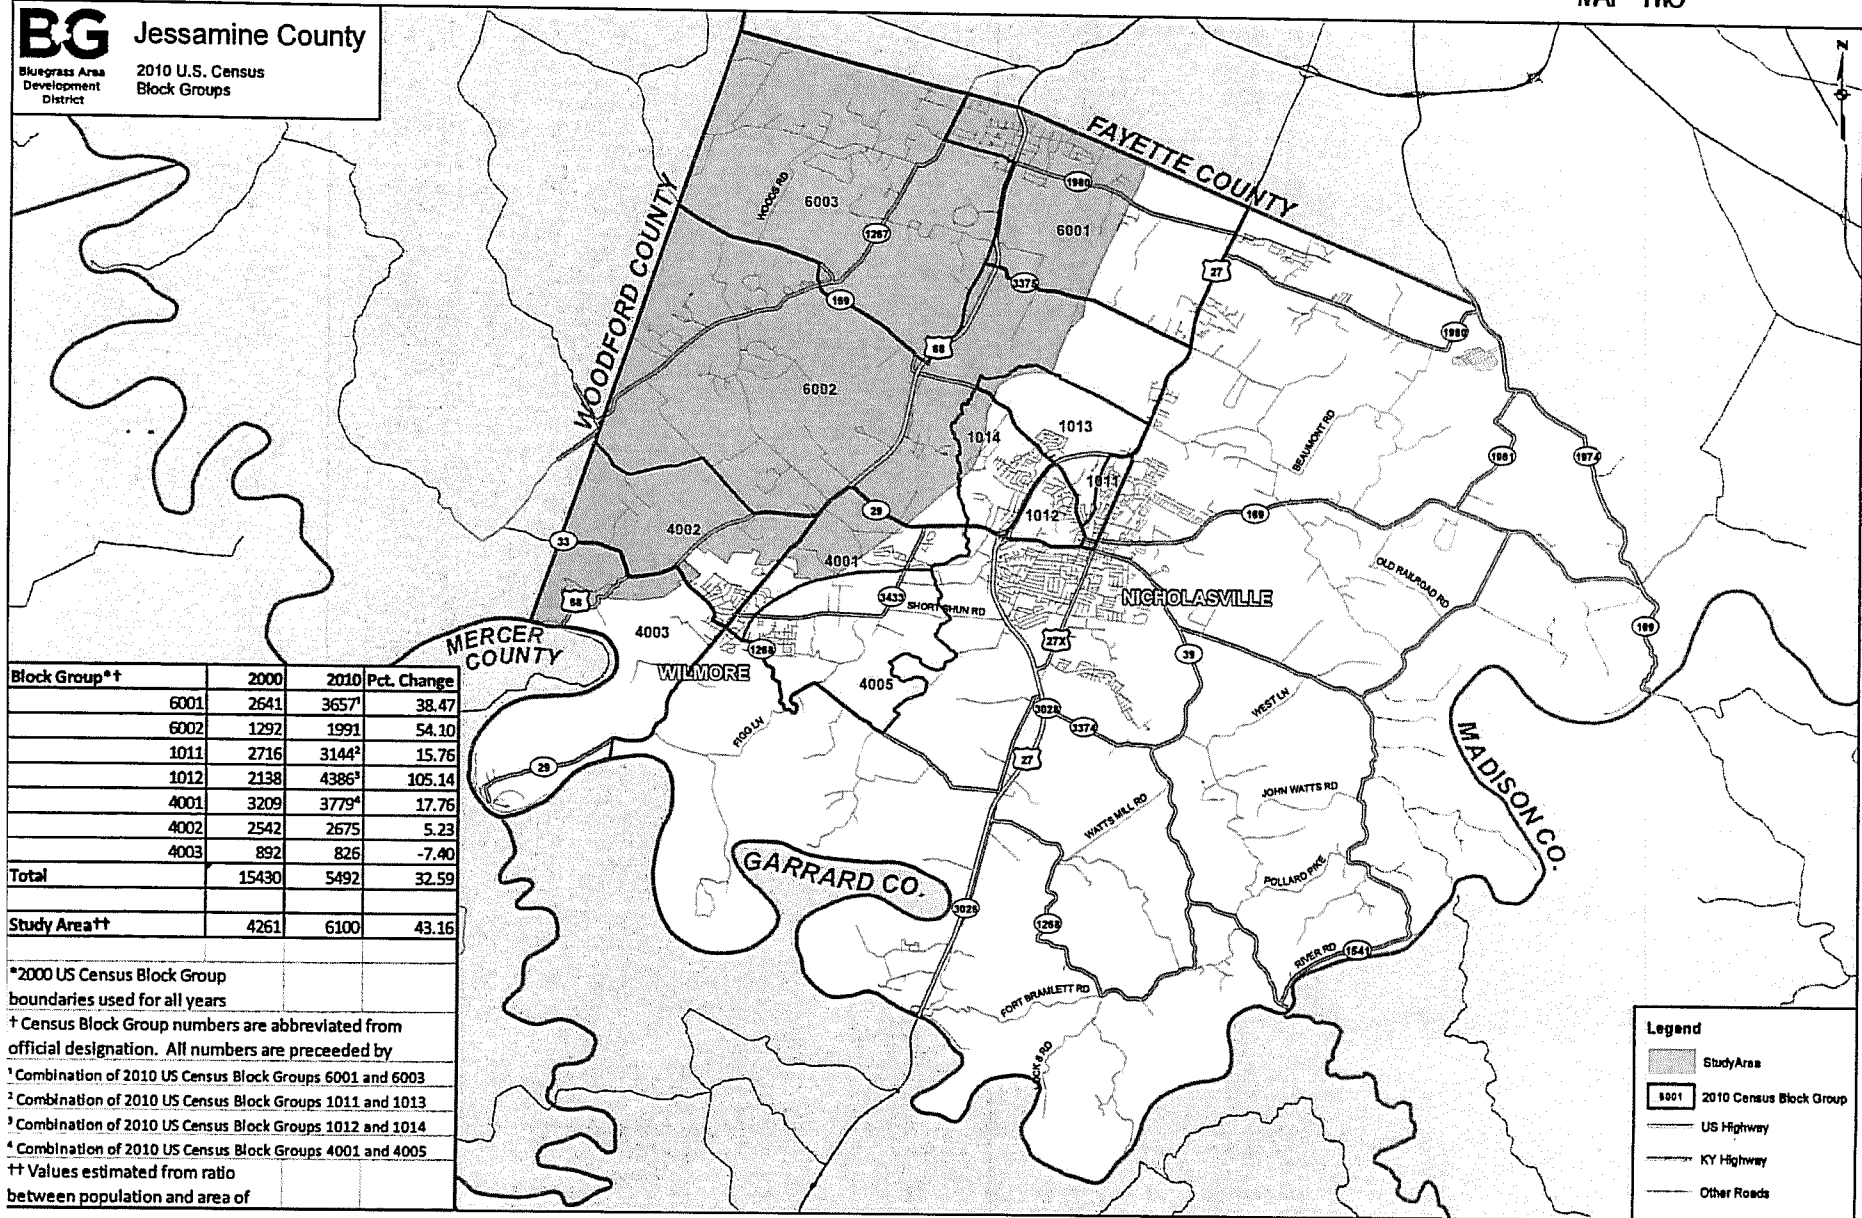 MAP TWO
BG
Bluegrass Area
Development
District
Jessamine County
2010 U.S. Census
Block Groups
N
FAYETTE COUNTY
WOODFORD COUNTY
WOODS RD
6003
1980
6001
1267
27
3375
169
68
1980
6002
1013
1014
BEAUMONT RD
1981
1974
1011
29
1012
169
4002
33
4001
OLD RAILROAD RD
3433
SHORT SHUN RD
NICHOLASVILLE
68
4003
169
MERCER
COUNTY
27X
1268
39
WILMORE
4005
WEST LN
3028
3374
FIGG LN
MADISON CO.
29
27
JOHN WATTS RD
WATTS MILL RD
GARRARD CO.
POLLARD PIKE
3026
1268
RIVER RD
1541
FORT BRAMLETT RD
Block Group*† 2000 2010 Pct. Change
6001 2641 3657¹ 38.47
6002 1292 1991 54.10
1011 2716 3144² 15.76
1012 2138 4386³ 105.14
4001 3209 3779⁴ 17.76
4002 2542 2675 5.23
4003 892 826 -7.40
Total 15430 5492 32.59
Study Area†† 4261 6100 43.16
*2000 US Census Block Group
boundaries used for all years
† Census Block Group numbers are abbreviated from
official designation. All numbers are preceeded by
¹ Combination of 2010 US Census Block Groups 6001 and 6003
² Combination of 2010 US Census Block Groups 1011 and 1013
³ Combination of 2010 US Census Block Groups 1012 and 1014
⁴ Combination of 2010 US Census Block Groups 4001 and 4005
†† Values estimated from ratio
between population and area of
Legend
StudyArea
6001 2010 Census Block Group
US Highway
KY Highway
Other Roads